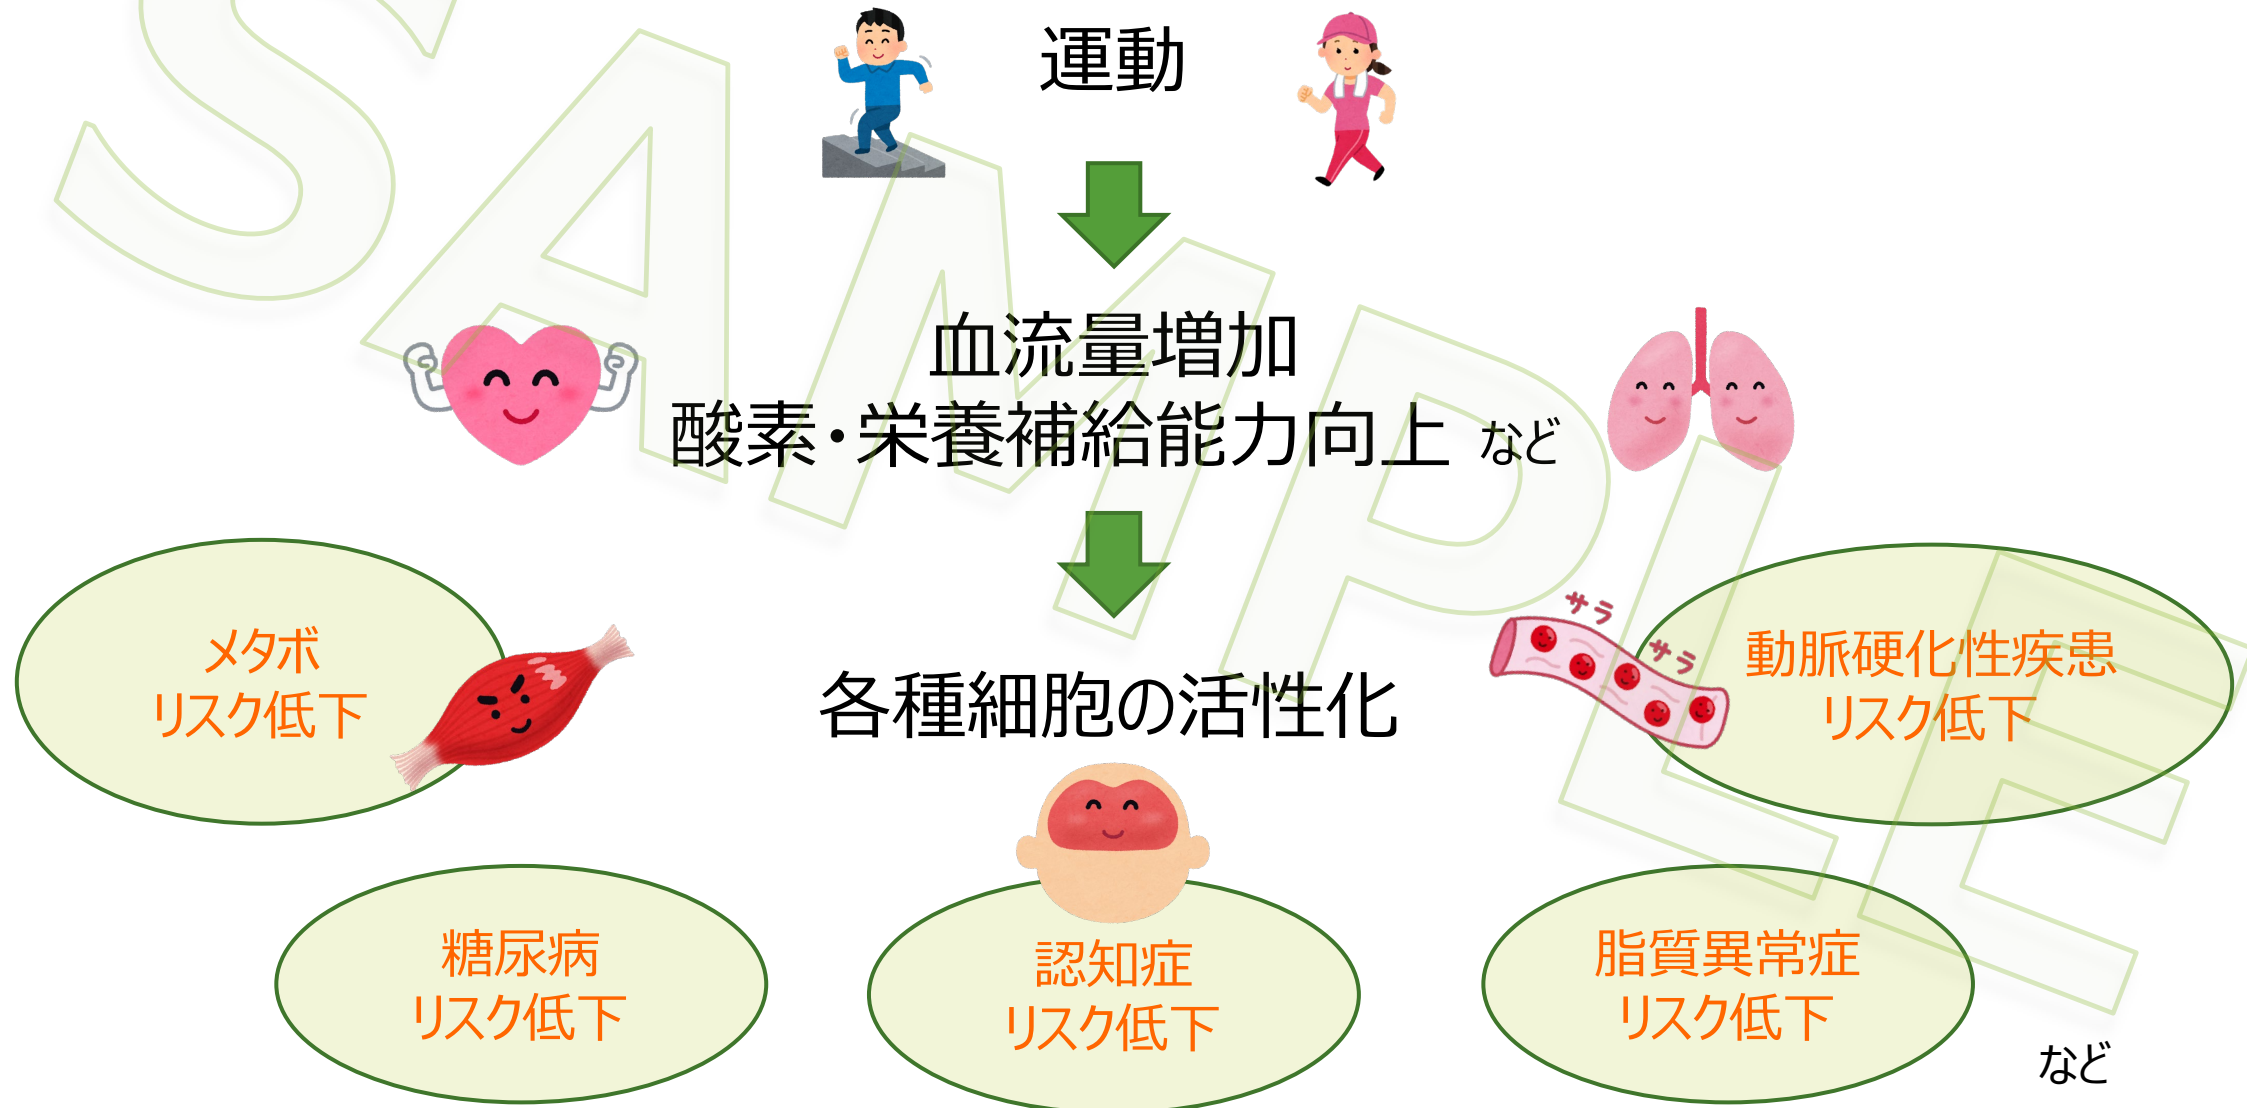 運動
血流量増加
酸素・栄養補給能力向上 など
メタボ
リスク低下
各種細胞の活性化
サラ
サラ
動脈硬化性疾患
リスク低下
糖尿病
リスク低下
認知症
リスク低下
脂質異常症
リスク低下
など
SAMPLE